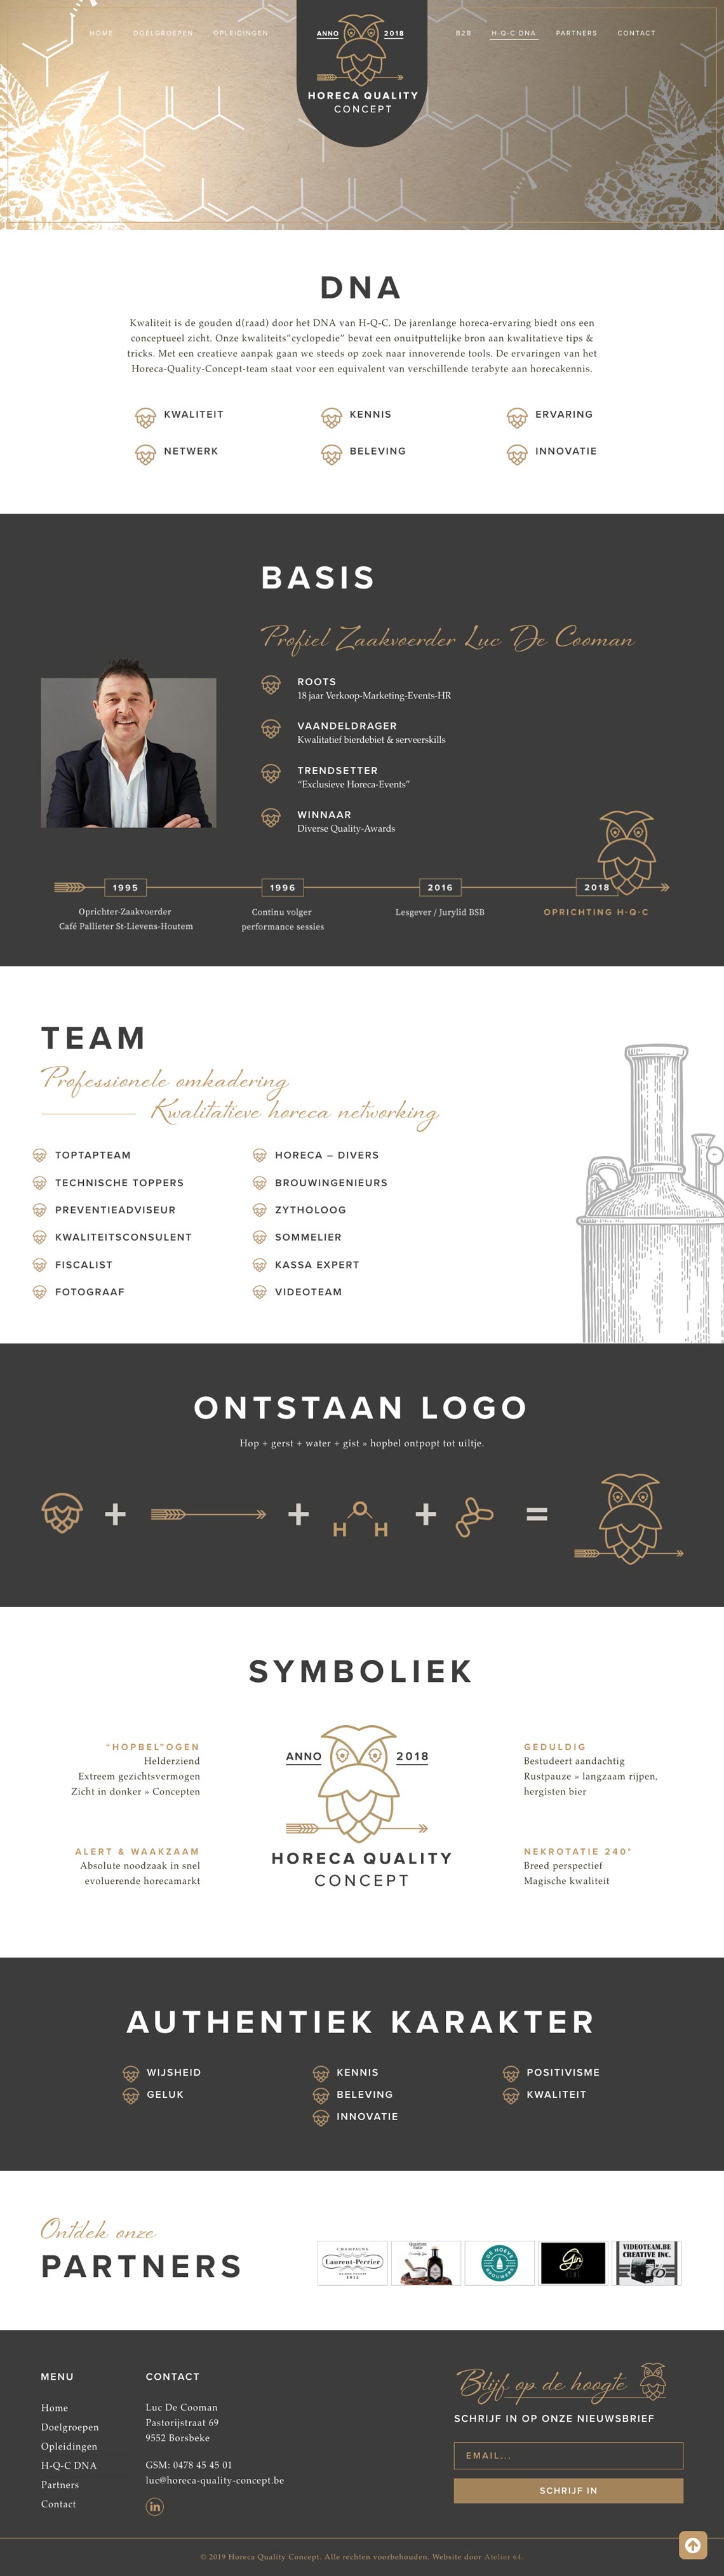 HOME DOELGROEPEN OPLEIDINGEN
ANNO 2018
HORECA QUALITY
CONCEPT
B2B H-Q-C DNA PARTNERS CONTACT
DNA
Kwaliteit is de gouden d(raad) door het DNA van H-Q-C. De jarenlange horeca-ervaring biedt ons een
conceptueel zicht. Onze kwaliteits”cyclopedie” bevat een onuitputtelijke bron aan kwalitatieve tips &
tricks. Met een creatieve aanpak gaan we steeds op zoek naar innoverende tools. De ervaringen van het
Horeca-Quality-Concept-team staat voor een equivalent van verschillende terabyte aan horecakennis.
KWALITEIT KENNIS ERVARING
NETWERK BELEVING INNOVATIE
BASIS
Profiel Zaakvoerder Luc De Cooman
ROOTS
18 jaar Verkoop-Marketing-Events-HR
VAANDELDRAGER
Kwalitatief bierdebiet & serveerskills
TRENDSETTER
“Exclusieve Horeca-Events”
WINNAAR
Diverse Quality-Awards
1995
Oprichter-Zaakvoerder
Café Pallieter St-Lievens-Houtem
1996
Continu volger
performance sessies
2016
Lesgever / Jurylid BSB
2018
OPRICHTING H-Q-C
TEAM
Professionele omkadering
Kwalitatieve horeca networking
TOPTAPTEAM
TECHNISCHE TOPPERS
PREVENTIEADVISEUR
KWALITEITSCONSULENT
FISCALIST
FOTOGRAAF
HORECA – DIVERS
BROUWINGENIEURS
ZYTHOLOOG
SOMMELIER
KASSA EXPERT
VIDEOTEAM
ONTSTAAN LOGO
Hop + gerst + water + gist » hopbel ontpopt tot uiltje.
+ + H O H + =
SYMBOLIEK
“HOPBEL”OGEN
Helderziend
Extreem gezichtsvermogen
Zicht in donker » Concepten
ALERT & WAAKZAAM
Absolute noodzaak in snel
evoluerende horecamarkt
ANNO 2018
HORECA QUALITY
CONCEPT
GEDULDIG
Bestudeert aandachtig
Rustpauze » langzaam rijpen,
hergisten bier
NEKROTATIE 240°
Breed perspectief
Magische kwaliteit
AUTHENTIEK KARAKTER
WIJSHEID
GELUK
KENNIS
BELEVING
INNOVATIE
POSITIVISME
KWALITEIT
Ontdek onze
PARTNERS
CHAMPAGNE
Laurent-Perrier
1812
DE HOEVE
BROUWERS
Gin
VIDEOTEAM.BE
CREATIVE INC.
MENU
Home
Doelgroepen
Opleidingen
H-Q-C DNA
Partners
Contact
CONTACT
Luc De Cooman
Pastorijstraat 69
9552 Borsbeke
GSM: 0478 45 45 01
luc@horeca-quality-concept.be
in
Blijf op de hoogte
SCHRIJF IN OP ONZE NIEUWSBRIEF
EMAIL...
SCHRIJF IN
© 2019 Horeca Quality Concept. Alle rechten voorbehouden. Website door Atelier 64.